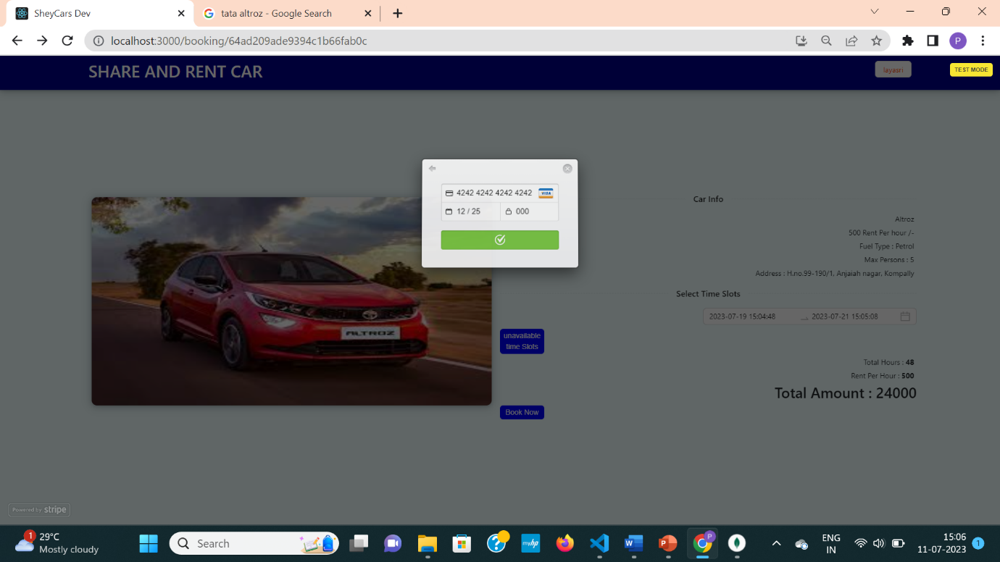 SheyCars Dev
tata altroz - Google Search
localhost:3000/booking/64ad209ade9394c1b66fab0c
P
SHARE AND RENT CAR
layasri
TEST MODE
4242 4242 4242 4242 VISA
12 / 25 000
ALTROZ
Car Info
Altroz
500 Rent Per hour /-
Fuel Type : Petrol
Max Persons : 5
Address : H.no.99-190/1, Anjaiah nagar, Kompally
Select Time Slots
2023-07-19 15:04:48 2023-07-21 15:05:08
unavailable
time Slots
Total Hours : 48
Rent Per Hour : 500
Total Amount : 24000
Book Now
Powered by stripe
1
29°C
Mostly cloudy
Search
myhp
W
P
P
ENG
IN
15:06
11-07-2023
1